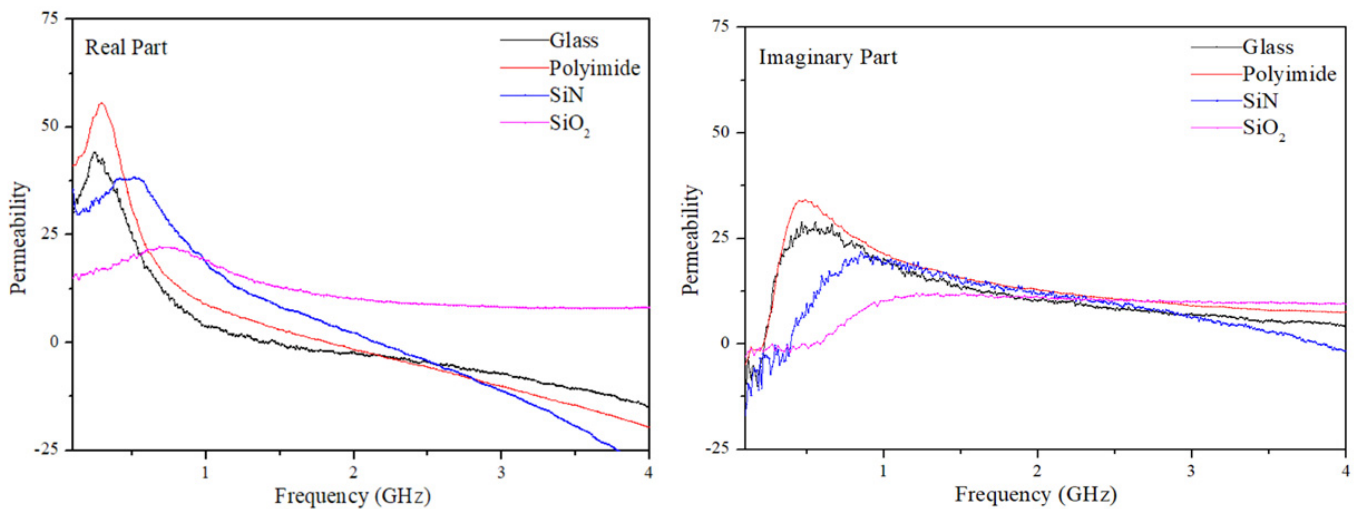 75
50
25
0
-25
Permeability
Real Part
Glass
Polyimide
SiN
SiO₂
1
2
3
4
Frequency (GHz)
75
50
25
0
-25
Permeability
Imaginary Part
Glass
Polyimide
SiN
SiO₂
1
2
3
4
Frequency (GHz)